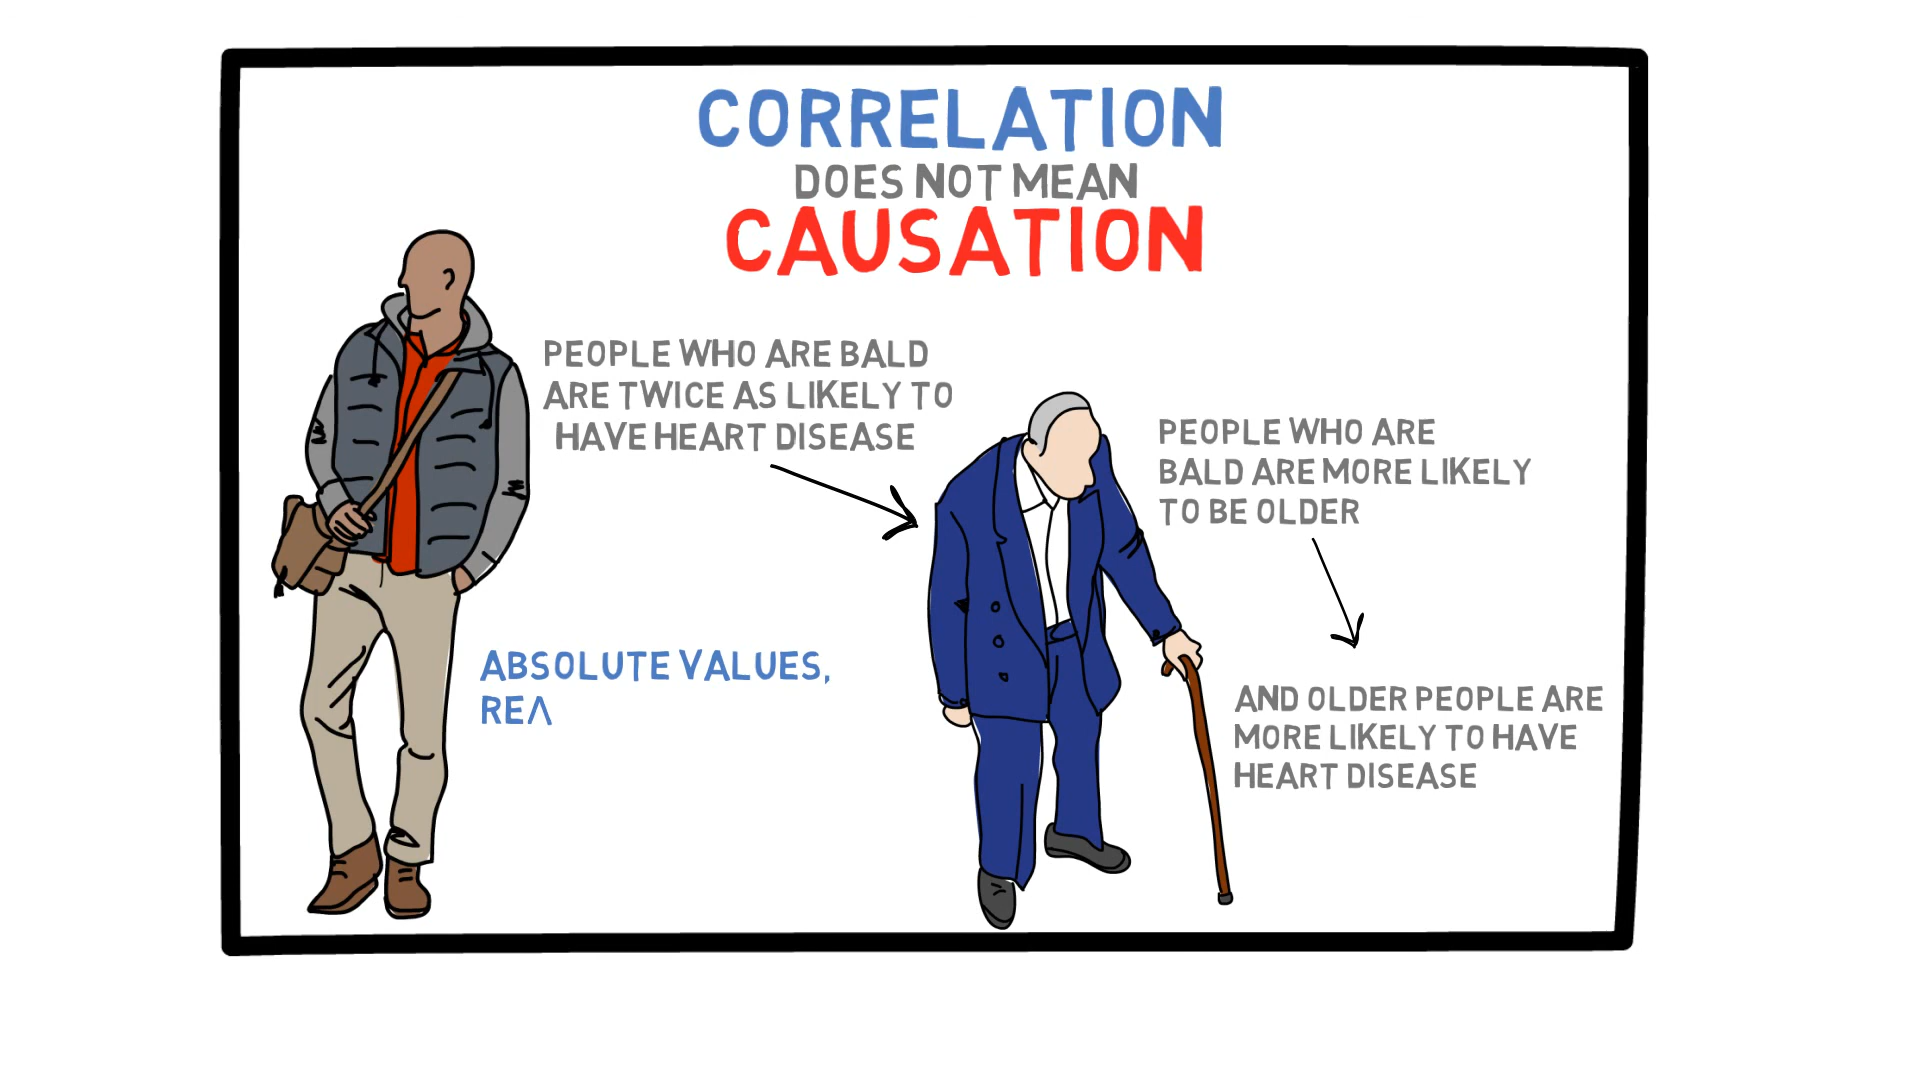 CORRELATION
DOES NOT MEAN
CAUSATION
PEOPLE WHO ARE BALD
ARE TWICE AS LIKELY TO
HAVE HEART DISEASE
PEOPLE WHO ARE
BALD ARE MORE LIKELY
TO BE OLDER
ABSOLUTE VALUES,
AND OLDER PEOPLE ARE
MORE LIKELY TO HAVE
HEART DISEASE